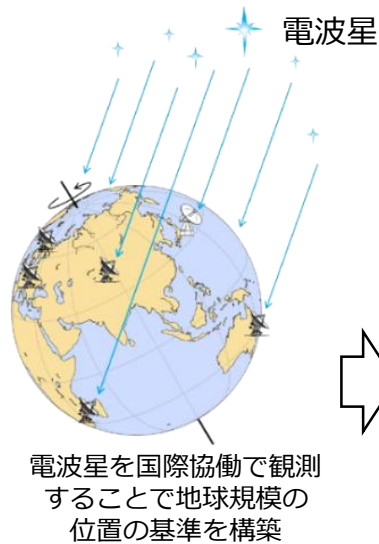 電波星
電波星を国際協働で観測
することで地球規模の
位置の基準を構築